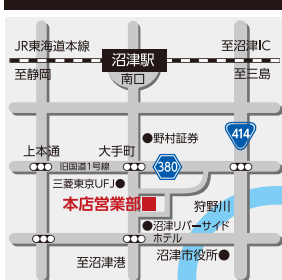 JR東海道本線
沼津駅
至沼津IC
至静岡
南口
至三島
●野村証券
414
上本通
大手町
旧国道1号線
380
三菱東京UFJ●
本店営業部■
狩野川
●沼津リバーサイド
ホテル
至沼津港
沼津市役所●